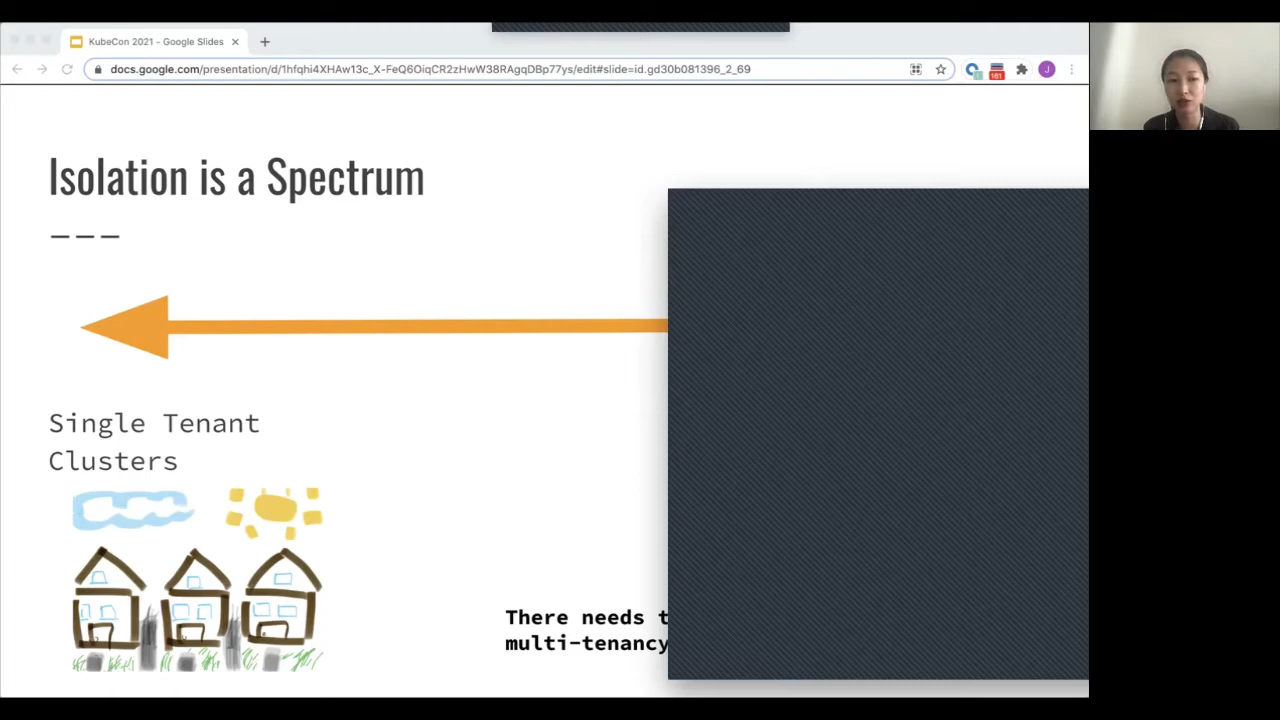 KubeCon 2021 - Google Slides
docs.google.com/presentation/d/1hfqhi4XHAw13c_X-FeQ6OiqCR2zHwW38RAgqDBp77ys/edit#slide=id.gd30b081396_2_69
161
J
Isolation is a Spectrum
Single Tenant
Clusters
There needs t
multi-tenancy